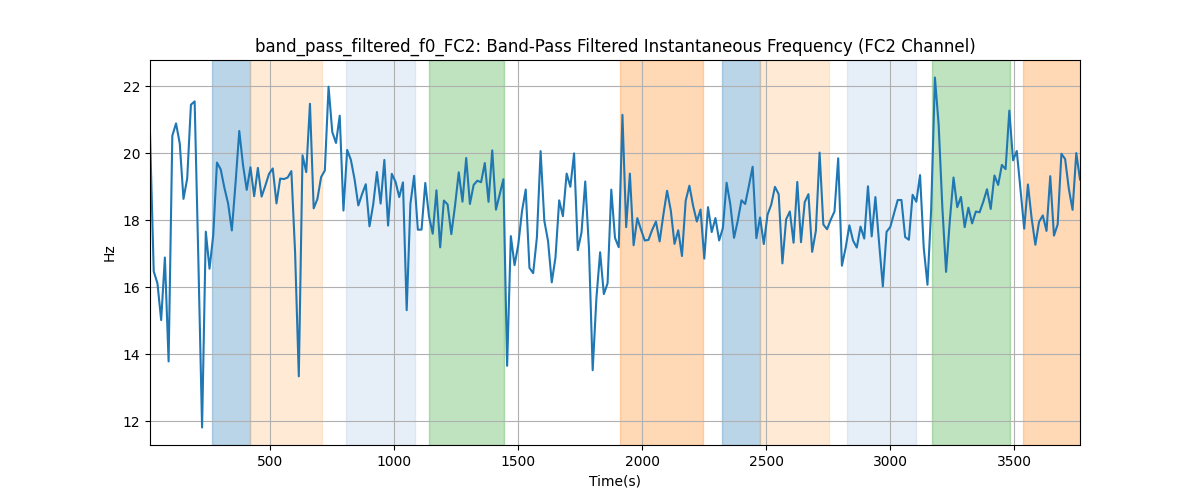 band_pass_filtered_f0_FC2: Band-Pass Filtered Instantaneous Frequency (FC2 Channel)
22
20
18
16
14
12
Hz
500 1000 1500 2000 2500 3000 3500
Time(s)